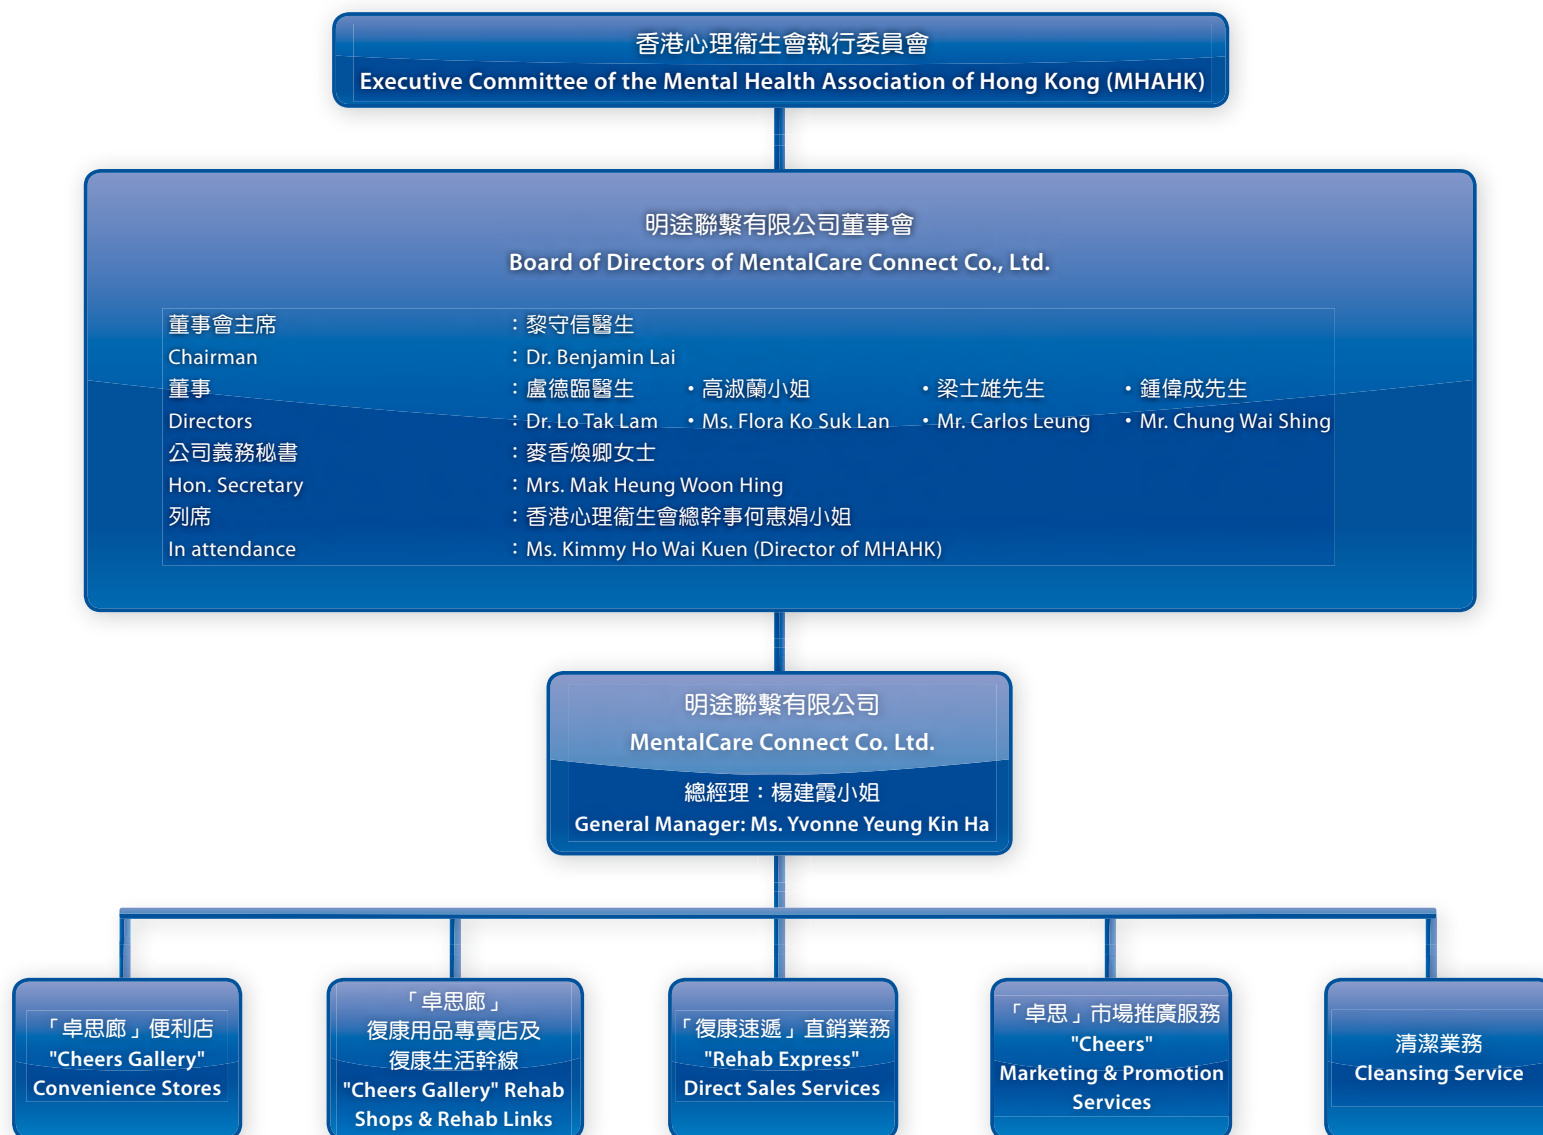 香港心理衞生會執行委員會
Executive Committee of the Mental Health Association of Hong Kong (MHAHK)
明途聯繫有限公司董事會
Board of Directors of MentalCare Connect Co., Ltd.
董事會主席 : 黎守信醫生
Chairman : Dr. Benjamin Lai
董事 : 盧德臨醫生 • 高淑蘭小姐 • 梁士雄先生 • 鍾偉成先生
Directors : Dr. Lo Tak Lam • Ms. Flora Ko Suk Lan • Mr. Carlos Leung • Mr. Chung Wai Shing
公司義務秘書 : 麥香煥卿女士
Hon. Secretary : Mrs. Mak Heung Woon Hing
列席 : 香港心理衞生會總幹事何惠娟小姐
In attendance : Ms. Kimmy Ho Wai Kuen (Director of MHAHK)
明途聯繫有限公司
MentalCare Connect Co. Ltd.
總經理：楊建霞小姐
General Manager: Ms. Yvonne Yeung Kin Ha
「卓思廊」便利店
"Cheers Gallery"
Convenience Stores
「卓思廊」
復康用品專賣店及
復康生活幹線
"Cheers Gallery" Rehab
Shops & Rehab Links
「復康速遞」直銷業務
"Rehab Express"
Direct Sales Services
「卓思」市場推廣服務
"Cheers"
Marketing & Promotion
Services
清潔業務
Cleansing Service